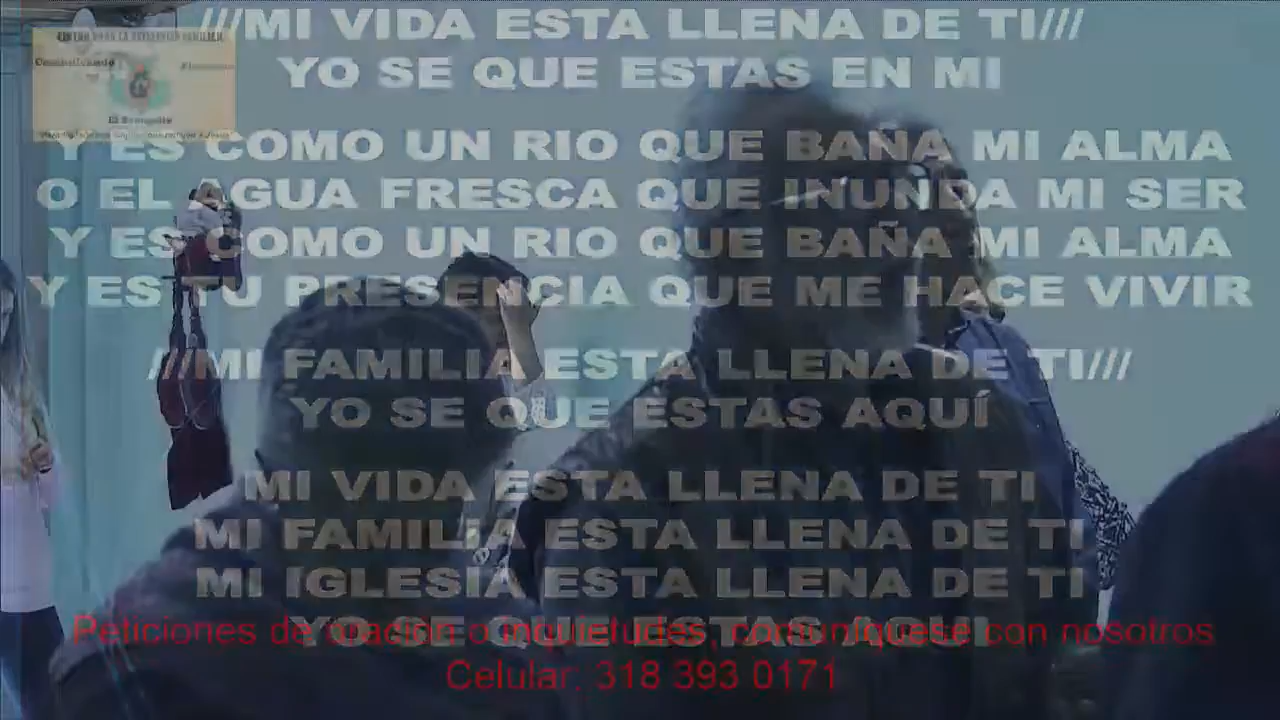 ///MI VIDA ESTA LLENA DE TI///
YO SE QUE ESTAS EN MI
Y ES COMO UN RIO QUE BAÑA MI ALMA
O EL AGUA FRESCA QUE INUNDA MI SER
Y ES COMO UN RIO QUE BAÑA MI ALMA
Y ES TU PRESENCIA QUE ME HACE VIVIR
///MI FAMILIA ESTA LLENA DE TI///
YO SE QUE ESTAS AQUÍ
MI VIDA ESTA LLENA DE TI
MI FAMILIA ESTA LLENA DE TI
MI IGLESIA ESTA LLENA DE TI
YO SE QUE ESTAS AQUI
Peticiones de oración o inquietudes, comuníquese con nosotros
Celular: 318 393 0171
El Evangelio